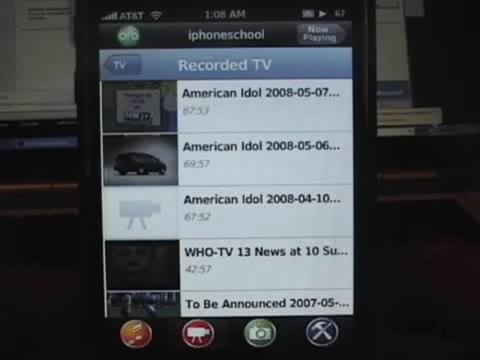 AT&T 1:08 AM 67
iphoneschool
Now
Playing
TV
Recorded TV
American Idol 2008-05-07...
67:53
American Idol 2008-05-06...
69:57
American Idol 2008-04-10...
67:52
WHO-TV 13 News at 10 Su...
42:57
To Be Announced 2007-05-...